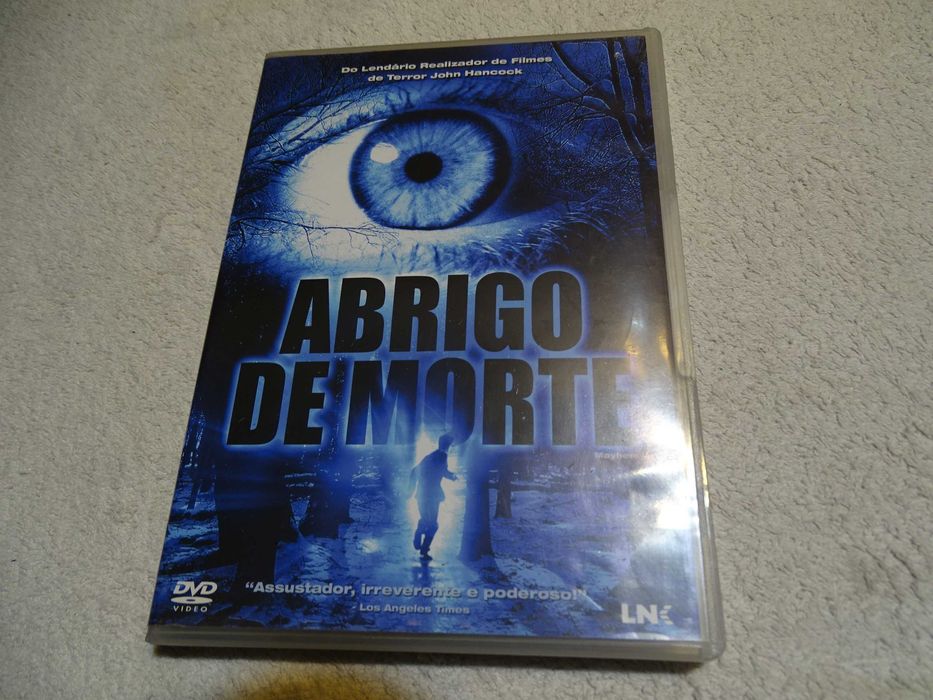 Do Lendário Realizador de Filmes
de Terror John Hancock
ABRIGO
DE MORTE
"Assustador, irreverente e poderoso!"
- Los Angeles Times
DVD
VIDEO
LNK